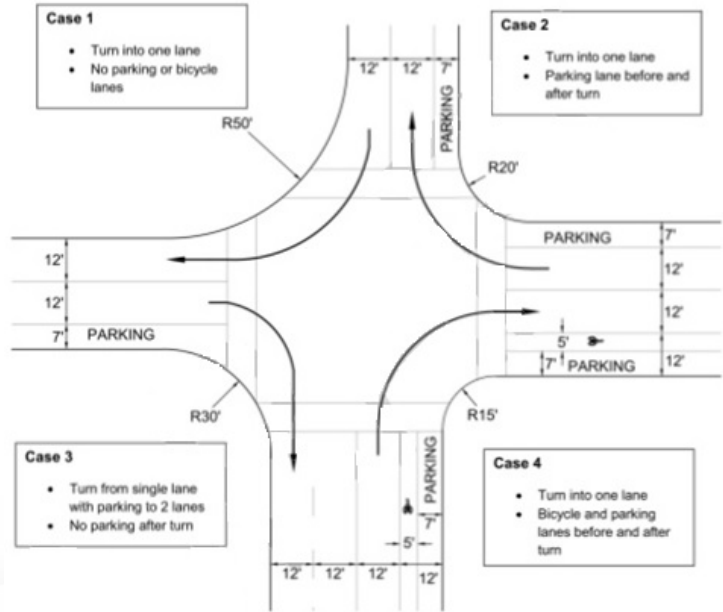 Case 1
• Turn into one lane
• No parking or bicycle
lanes
Case 2
• Turn into one lane
• Parking lane before and
after turn
12' 12' 7'
PARKING
R50'
R20'
12'
12'
7' PARKING
PARKING 7'
12'
12'
5'
7' PARKING 12'
R30'
R15'
Case 3
• Turn from single lane
with parking to 2 lanes
• No parking after turn
PARKING
7'
5'
12' 12' 12' 12'
Case 4
• Turn into one lane
• Bicycle and parking
lanes before and after
turn